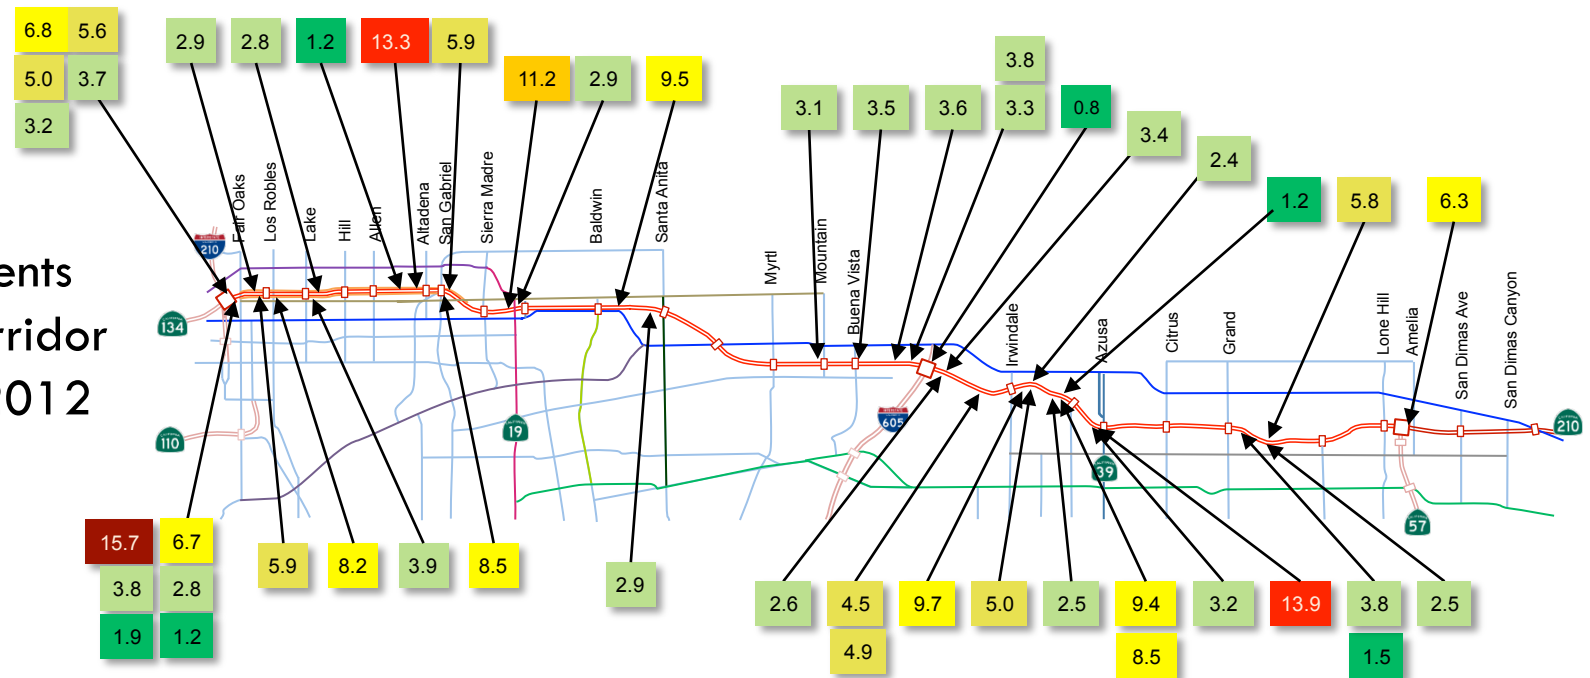 6.8 5.6
5.0 3.7
3.2
2.9
2.8
1.2
13.3
5.9
11.2
2.9
9.5
3.1
3.5
3.6
3.8
3.3
0.8
3.4
2.4
1.2
5.8
6.3
Fair Oaks
Los Robles
Lake
Hill
Allen
Altadena
San Gabriel
Sierra Madre
Baldwin
Santa Anita
Myrtl
Mountain
Buena Vista
Irwindale
Azusa
Citrus
Grand
Lone Hill
Amelia
San Dimas Ave
San Dimas Canyon
ents
rridor
2012
210
134
110
19
605
39
57
210
15.7 6.7
3.8 2.8
1.9 1.2
5.9
8.2
3.9
8.5
2.9
2.6
4.5
4.9
9.7
5.0
2.5
9.4
8.5
3.2
13.9
3.8
1.5
2.5